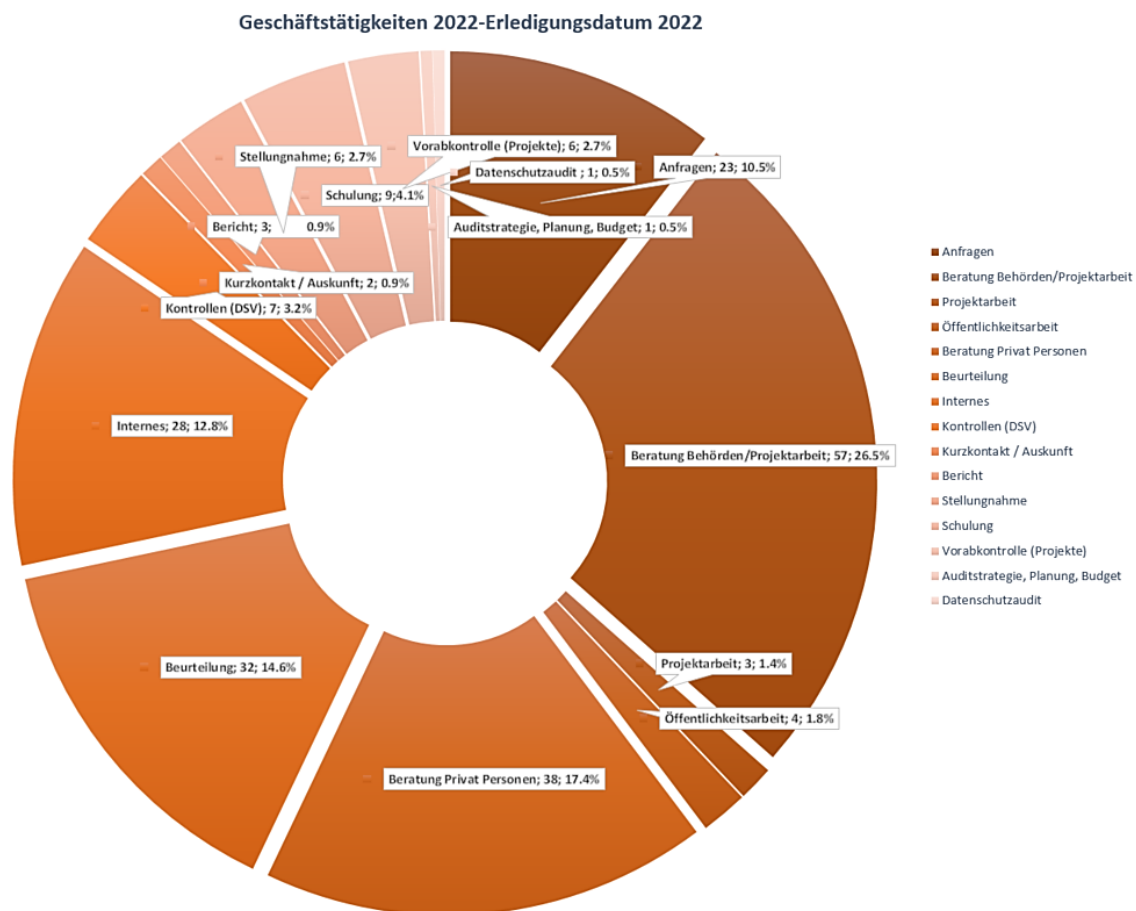 Geschäftstätigkeiten 2022-Erledigungsdatum 2022
Vorabkontrolle (Projekte); 6; 2.7%
Stellungnahme; 6; 2.7%
Anfragen; 23; 10.5%
Datenschutzaudit ; 1; 0.5%
Schulung; 9;4.1%
Bericht; 3; 0.9%
Auditstrategie, Planung, Budget; 1; 0.5%
Kurzkontakt / Auskunft; 2; 0.9%
Kontrollen (DSV); 7; 3.2%
Internes; 28; 12.8%
Beratung Behörden/Projektarbeit; 57; 26.5%
Projektarbeit; 3; 1.4%
Beurteilung; 32; 14.6%
Öffentlichkeitsarbeit; 4; 1.8%
Beratung Privat Personen; 38; 17.4%
Anfragen
Beratung Behörden/Projektarbeit
Projektarbeit
Öffentlichkeitsarbeit
Beratung Privat Personen
Beurteilung
Internes
Kontrollen (DSV)
Kurzkontakt / Auskunft
Bericht
Stellungnahme
Schulung
Vorabkontrolle (Projekte)
Auditstrategie, Planung, Budget
Datenschutzaudit